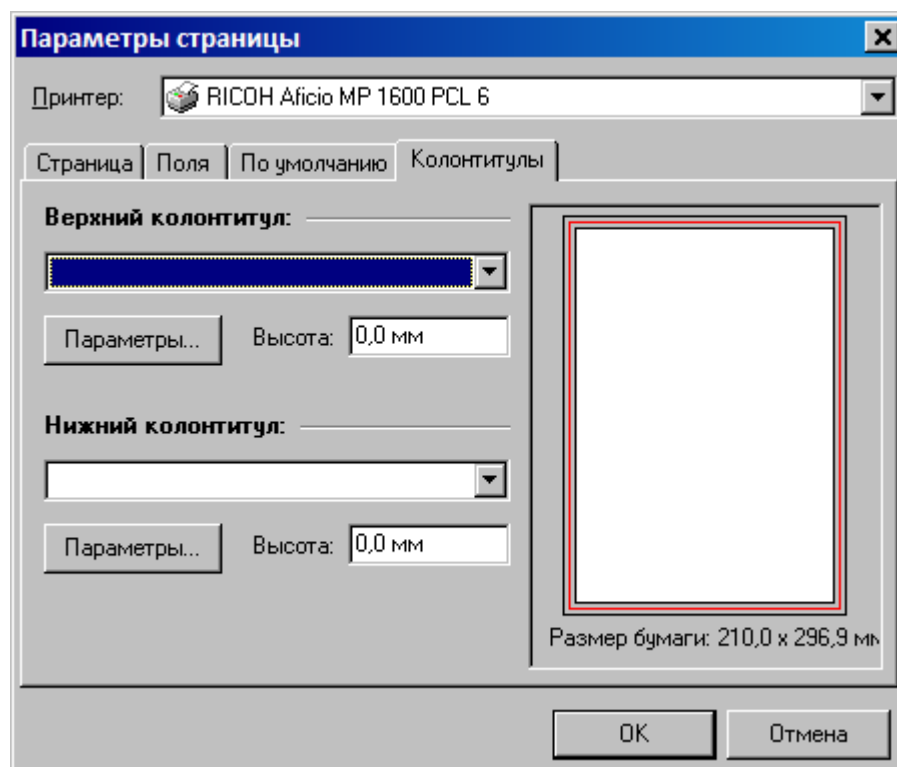 Параметры страницы
Принтер: RICOH Aficio MP 1600 PCL 6
Страница Поля По умолчанию Колонтитулы
Верхний колонтитул:
Параметры... Высота: 0,0 мм
Нижний колонтитул:
Параметры... Высота: 0,0 мм
Размер бумаги: 210,0 x 296,9 мм
OK Отмена